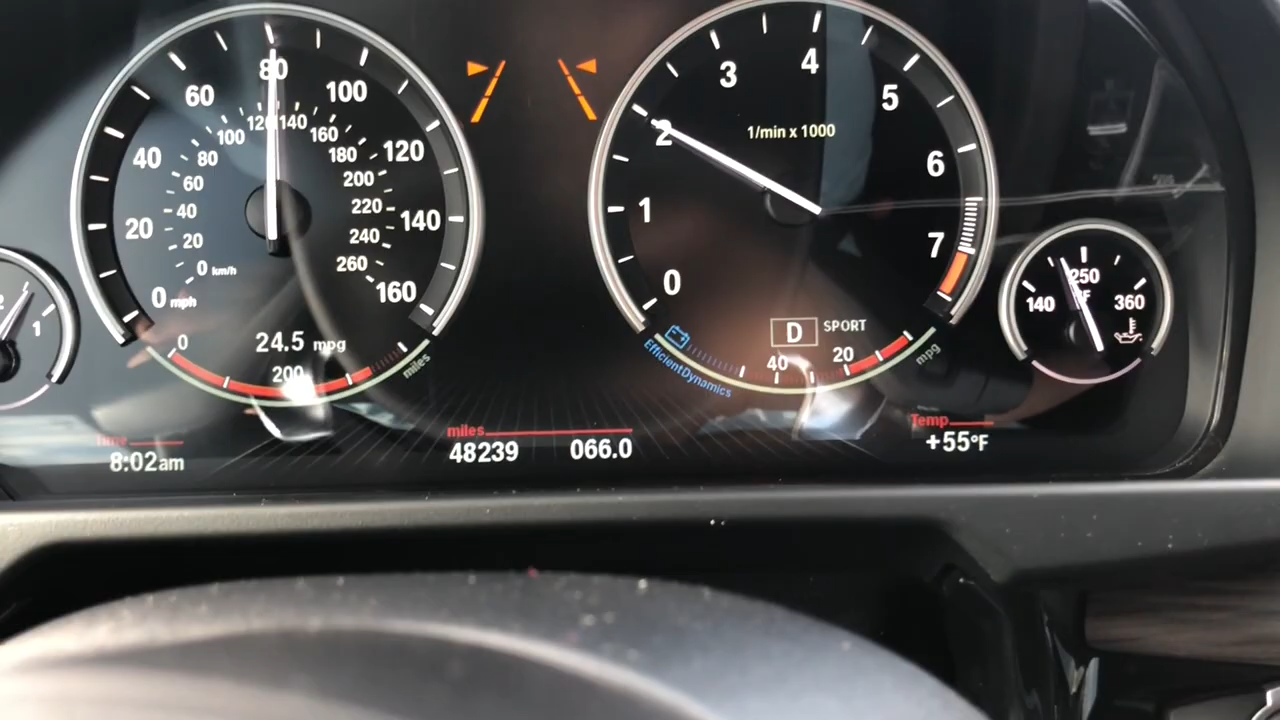 80
60
100
120
140
100
160
80
180
120
40
60
200
40
220
140
20
20
240
0 km/h
260
0 mph
160
24.5 mpg
0
200
miles
3
4
5
2
1/min x 1000
6
1
7
0
D
SPORT
EfficientDynamics
40
20
mpg
2
1
250
°F
140
360
Time
8:02am
miles
48239
066.0
Temp
+55°F